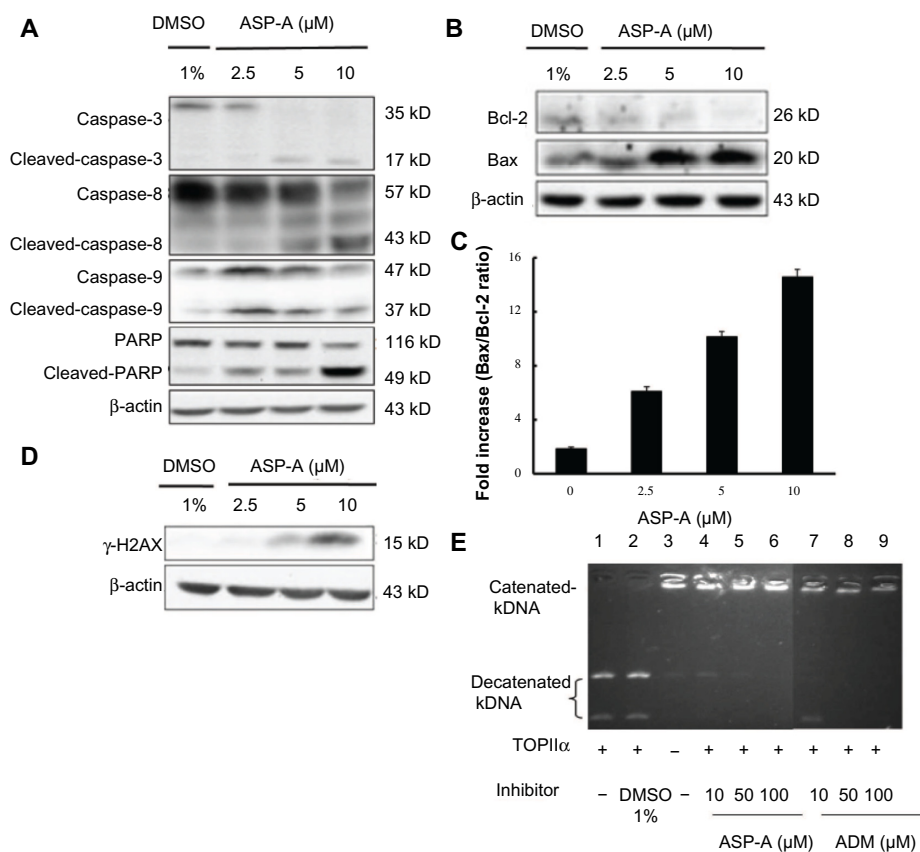 A
DMSO ASP-A (μM)
1% 2.5 5 10
Caspase-3 35 kD
Cleaved-caspase-3 17 kD
Caspase-8 57 kD
Cleaved-caspase-8 43 kD
Caspase-9 47 kD
Cleaved-caspase-9 37 kD
PARP 116 kD
Cleaved-PARP 49 kD
β-actin 43 kD
B
DMSO ASP-A (μM)
1% 2.5 5 10
Bcl-2 26 kD
Bax 20 kD
β-actin 43 kD
C
Fold increase (Bax/Bcl-2 ratio)
16
12
8
4
0
0 2.5 5 10
ASP-A (μM)
D
DMSO ASP-A (μM)
1% 2.5 5 10
γ-H2AX 15 kD
β-actin 43 kD
E
1 2 3 4 5 6 7 8 9
Catenated-
kDNA
Decatenated
kDNA
TOPIIα + + – + + + + + +
Inhibitor – DMSO – 10 50 100 10 50 100
1%
ASP-A (μM) ADM (μM)